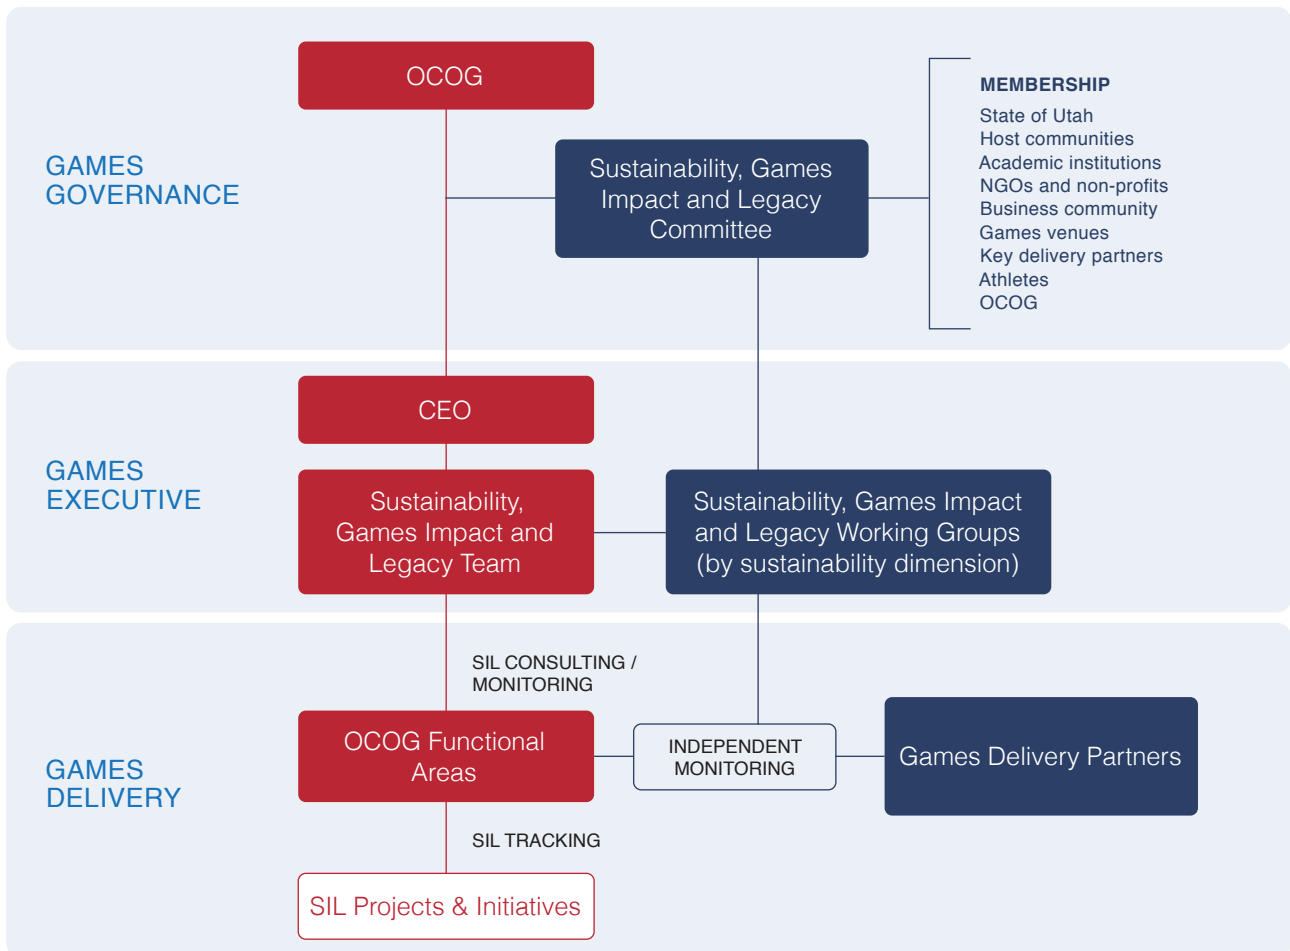 OCOG
GAMES
GOVERNANCE
Sustainability, Games
Impact and Legacy
Committee
MEMBERSHIP
State of Utah
Host communities
Academic institutions
NGOs and non-profits
Business community
Games venues
Key delivery partners
Athletes
OCOG
CEO
GAMES
EXECUTIVE
Sustainability,
Games Impact and
Legacy Team
Sustainability, Games Impact
and Legacy Working Groups
(by sustainability dimension)
SIL CONSULTING /
MONITORING
GAMES
DELIVERY
OCOG Functional
Areas
INDEPENDENT
MONITORING
Games Delivery Partners
SIL TRACKING
SIL Projects & Initiatives